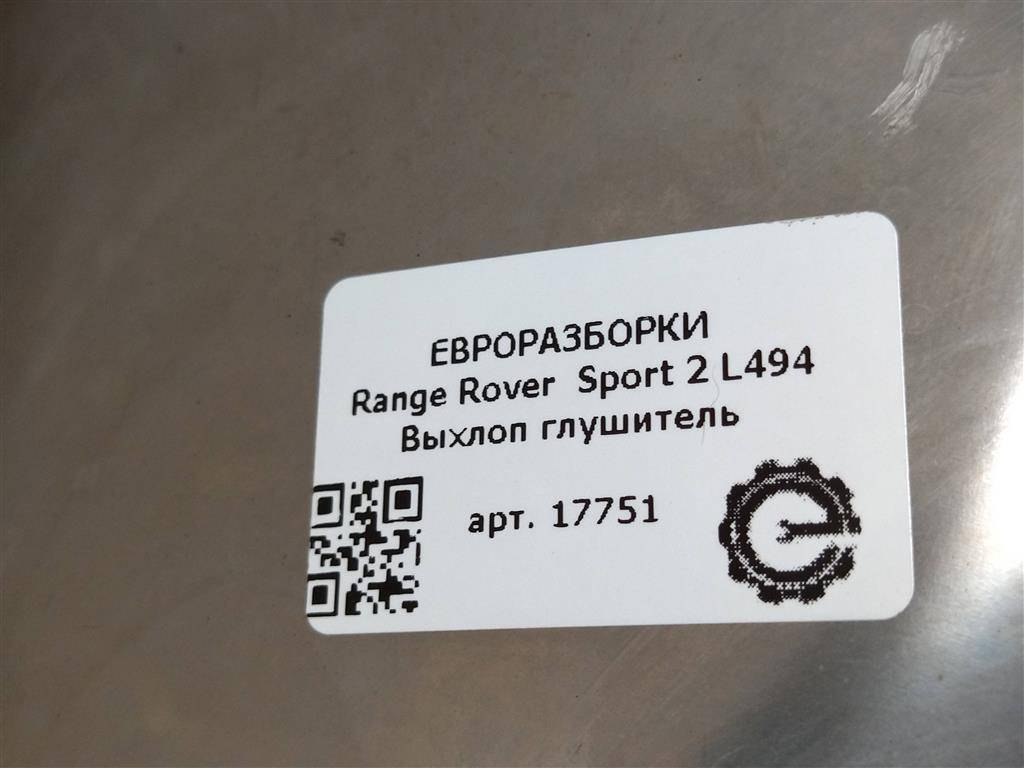 ЕВРОРАЗБОРКИ
Range Rover Sport 2 L494
Выхлоп глушитель
арт. 17751